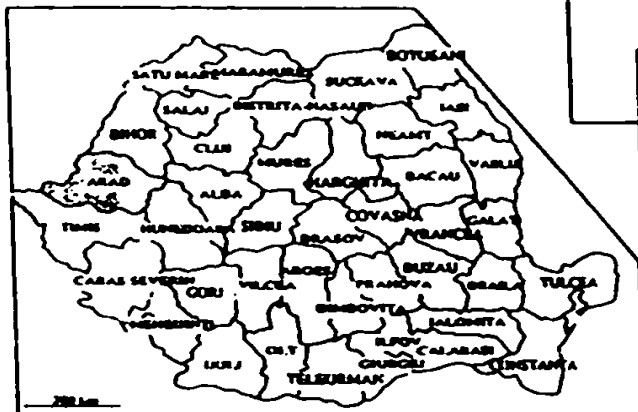 BOTUSANI
SATU MARE MARAMURES
SUCEAVA
SALAJ
BISTRITA-NASAUD
IASI
BIHOR
CLUJ
NEAMT
MURES
VASLUI
ARAD
ALBA
HARGHITA
BACAU
TIMIS
HUNEDOARA
SIBIU
COVASNA
GALATI
BRASOV
VRANCEA
CARAS SEVERIN
GORJ
VILCEA
ARGES
PRAHOVA
BUZAU
BRAILA
TULCEA
MEHEDINTI
DIMBOVITA
IALOMITA
DOLJ
OLT
ILFOV
GIURGIU
CALARASI
CONSTANTA
TELEORMAN